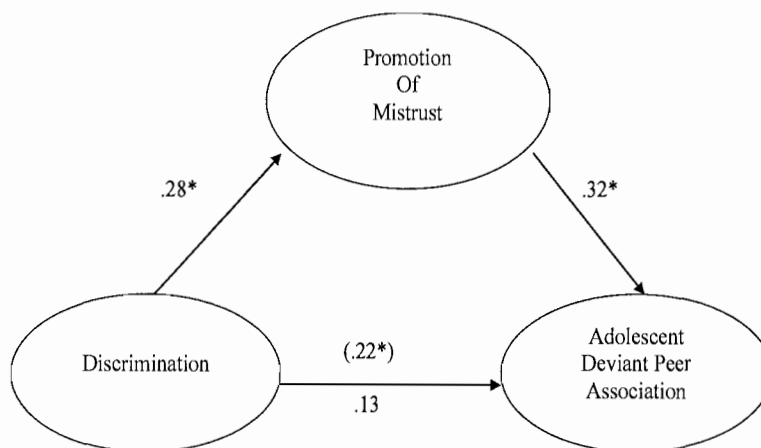 Promotion
Of
Mistrust
.28*
.32*
Discrimination
(.22*)
.13
Adolescent
Deviant Peer
Association